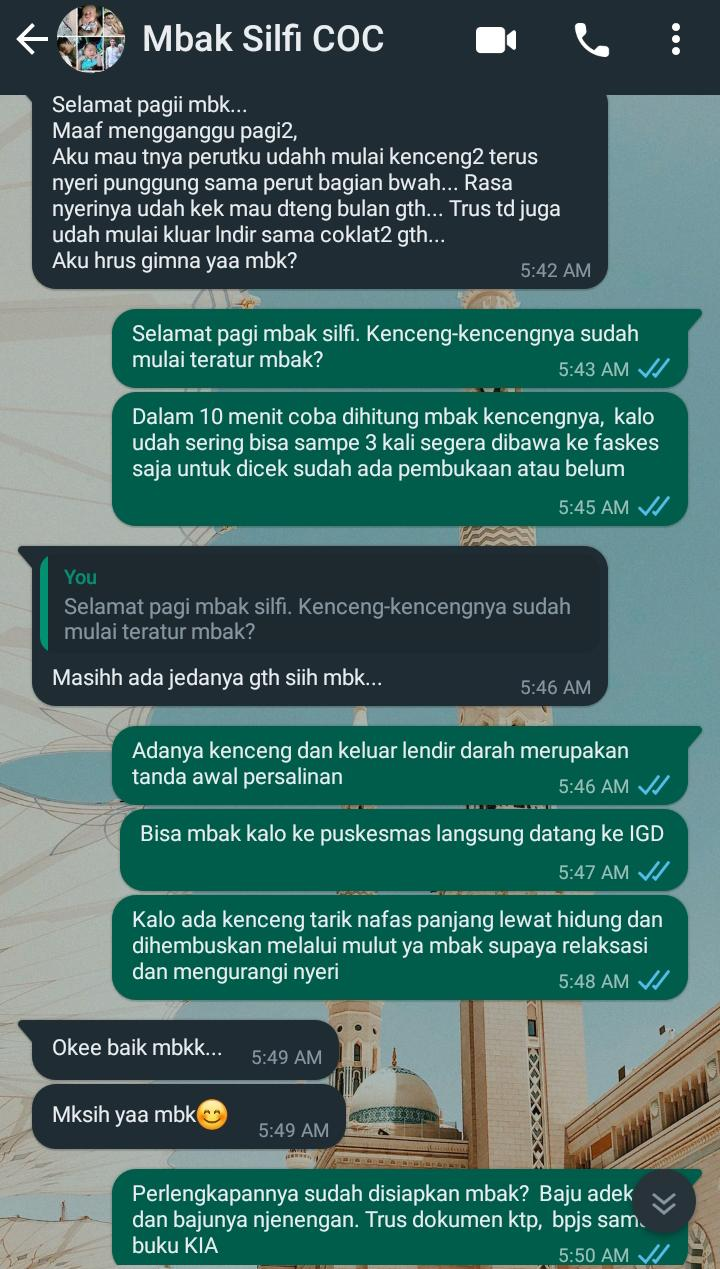 Mbak Silfi COC
Selamat pagii mbk...
Maaf mengganggu pagi2,
Aku mau tnya perutku udahh mulai kenceng2 terus
nyeri punggung sama perut bagian bwah... Rasa
nyerinya udah kek mau dteng bulan gth... Trus td juga
udah mulai kluar lndir sama coklat2 gth...
Aku hrus gimna yaa mbk?
5:42 AM
Selamat pagi mbak silfi. Kenceng-kencengnya sudah
mulai teratur mbak?
5:43 AM
Dalam 10 menit coba dihitung mbak kencengnya, kalo
udah sering bisa sampe 3 kali segera dibawa ke faskes
saja untuk dicek sudah ada pembukaan atau belum
5:45 AM
You
Selamat pagi mbak silfi. Kenceng-kencengnya sudah
mulai teratur mbak?
Masihh ada jedanya gth siih mbk...
5:46 AM
Adanya kenceng dan keluar lendir darah merupakan
tanda awal persalinan
5:46 AM
Bisa mbak kalo ke puskesmas langsung datang ke IGD
5:47 AM
Kalo ada kenceng tarik nafas panjang lewat hidung dan
dihembuskan melalui mulut ya mbak supaya relaksasi
dan mengurangi nyeri
5:48 AM
Okee baik mbkk...
5:49 AM
Mksih yaa mbk😊
5:49 AM
Perlengkapannya sudah disiapkan mbak? Baju adek
dan bajunya njenengan. Trus dokumen ktp, bpjs
buku KIA
5:50 AM